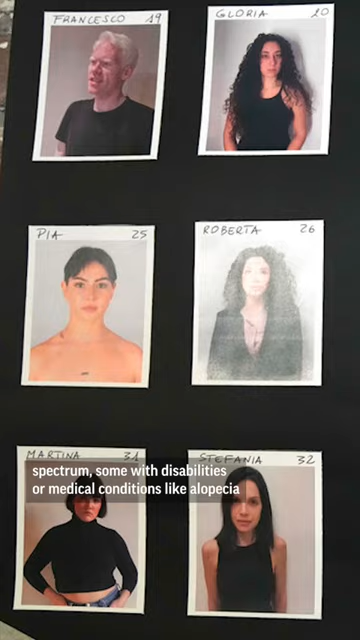 FRANCESCO 19
GLORIA 20
PIA 25
ROBERTA 26
MARTINA 31
STEFANIA 32
spectrum, some with disabilities
or medical conditions like alopecia